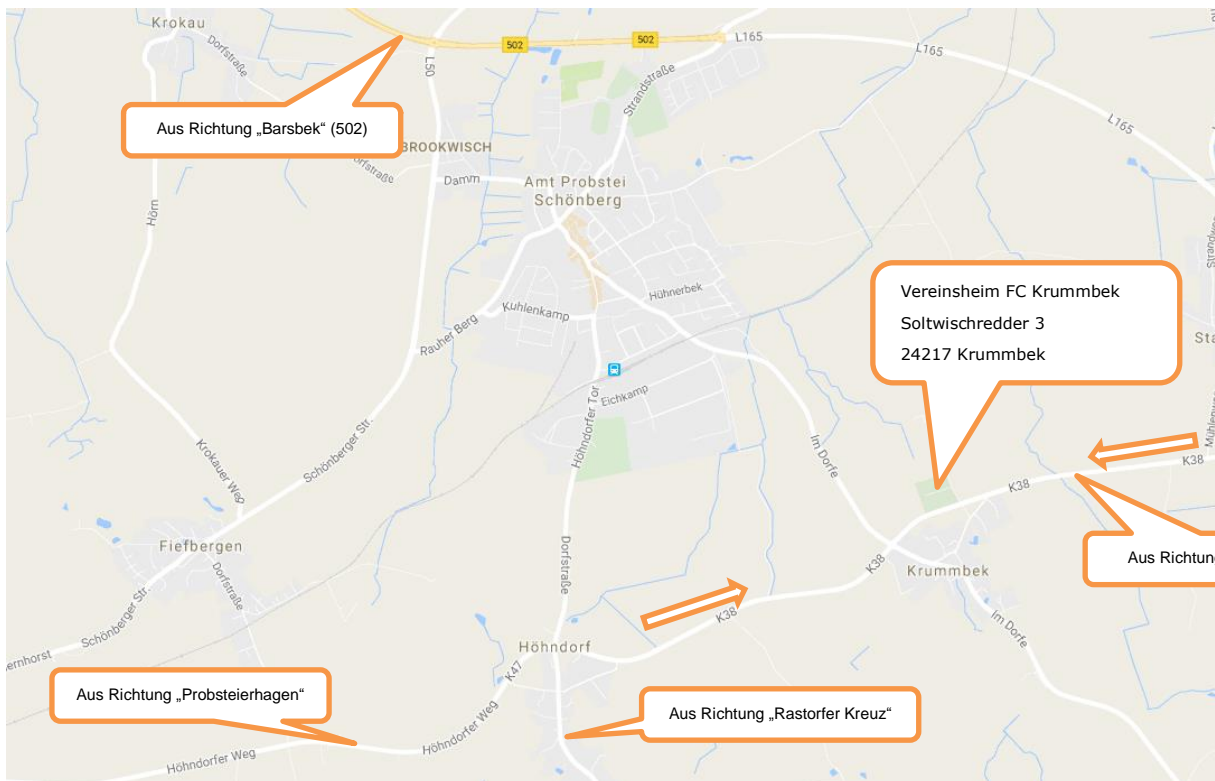 Krokau
502
502
L165
L165
L165
Dorfstraße
L50
Strandstraße
Aus Richtung „Barsbek“ (502)
BROOKWISCH
Dorfstraße
Damm
Amt Probstei
Schönberg
Hörn
Strandweg
Vereinsheim FC Krummbek
Soltwischredder 3
24217 Krummbek
Hühnerbek
Kuhlenkamp
Rauher Berg
Sta
Eichkamp
Höhndorfer Tor
Mühlenweg
Schönberger Str.
Im Dorfe
Krokauer Weg
K38
K38
Fiefbergen
Dorfstraße
Dorfstraße
K38
Krummbek
Aus Richtung
Schönberger Str.
K38
Im Dorfe
Höhndorf
ernhorst
K47
Aus Richtung „Probsteierhagen“
Aus Richtung „Rastorfer Kreuz“
Höhndorfer Weg
Höhndorfer Weg